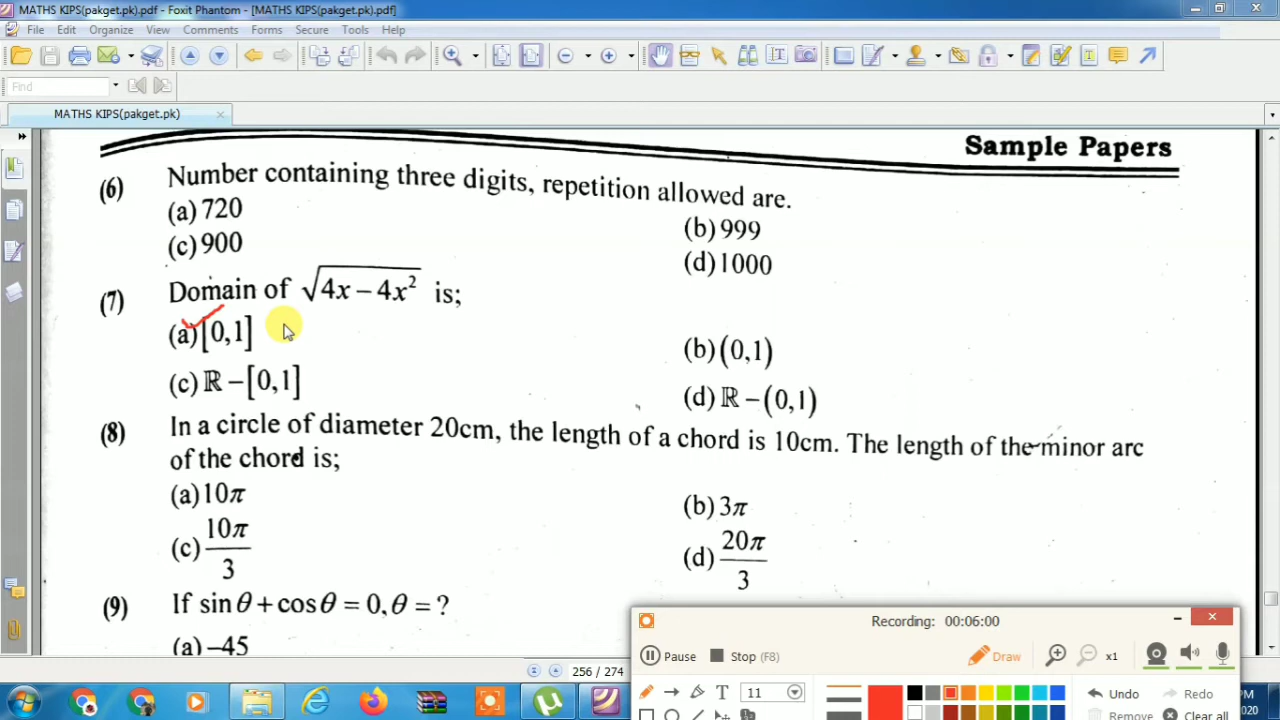 MATHS KIPS(pakget.pk).pdf - Foxit Phantom - [MATHS KIPS(pakget.pk).pdf]
File Edit Organize View Comments Forms Secure Tools Help
Find
MATHS KIPS(pakget.pk)
Sample Papers
(6) Number containing three digits, repetition allowed are.
(a) 720 (b) 999
(c) 900 (d) 1000
(7) Domain of √(4x − 4x²) is;
(a) [0,1] (b) (0,1)
(c) ℝ − [0,1] (d) ℝ − (0,1)
(8) In a circle of diameter 20cm, the length of a chord is 10cm. The length of the minor arc
of the chord is;
(a) 10π (b) 3π
(c) 10π/3 (d) 20π/3
(9) If sin θ + cos θ = 0, θ = ?
(a) −45
Recording: 00:06:00
Pause Stop (F8) Draw x1
256 / 274
T 11 Undo Redo
Remove Clear all
PM
2020